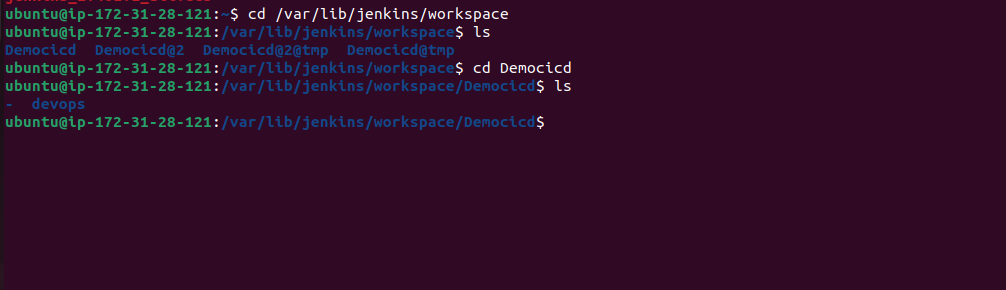 ubuntu@ip-172-31-28-121:~$ cd /var/lib/jenkins/workspace
ubuntu@ip-172-31-28-121:/var/lib/jenkins/workspace$ ls
Democicd  Democicd@2  Democicd@2@tmp  Democicd@tmp
ubuntu@ip-172-31-28-121:/var/lib/jenkins/workspace$ cd Democicd
ubuntu@ip-172-31-28-121:/var/lib/jenkins/workspace/Democicd$ ls
-  devops
ubuntu@ip-172-31-28-121:/var/lib/jenkins/workspace/Democicd$